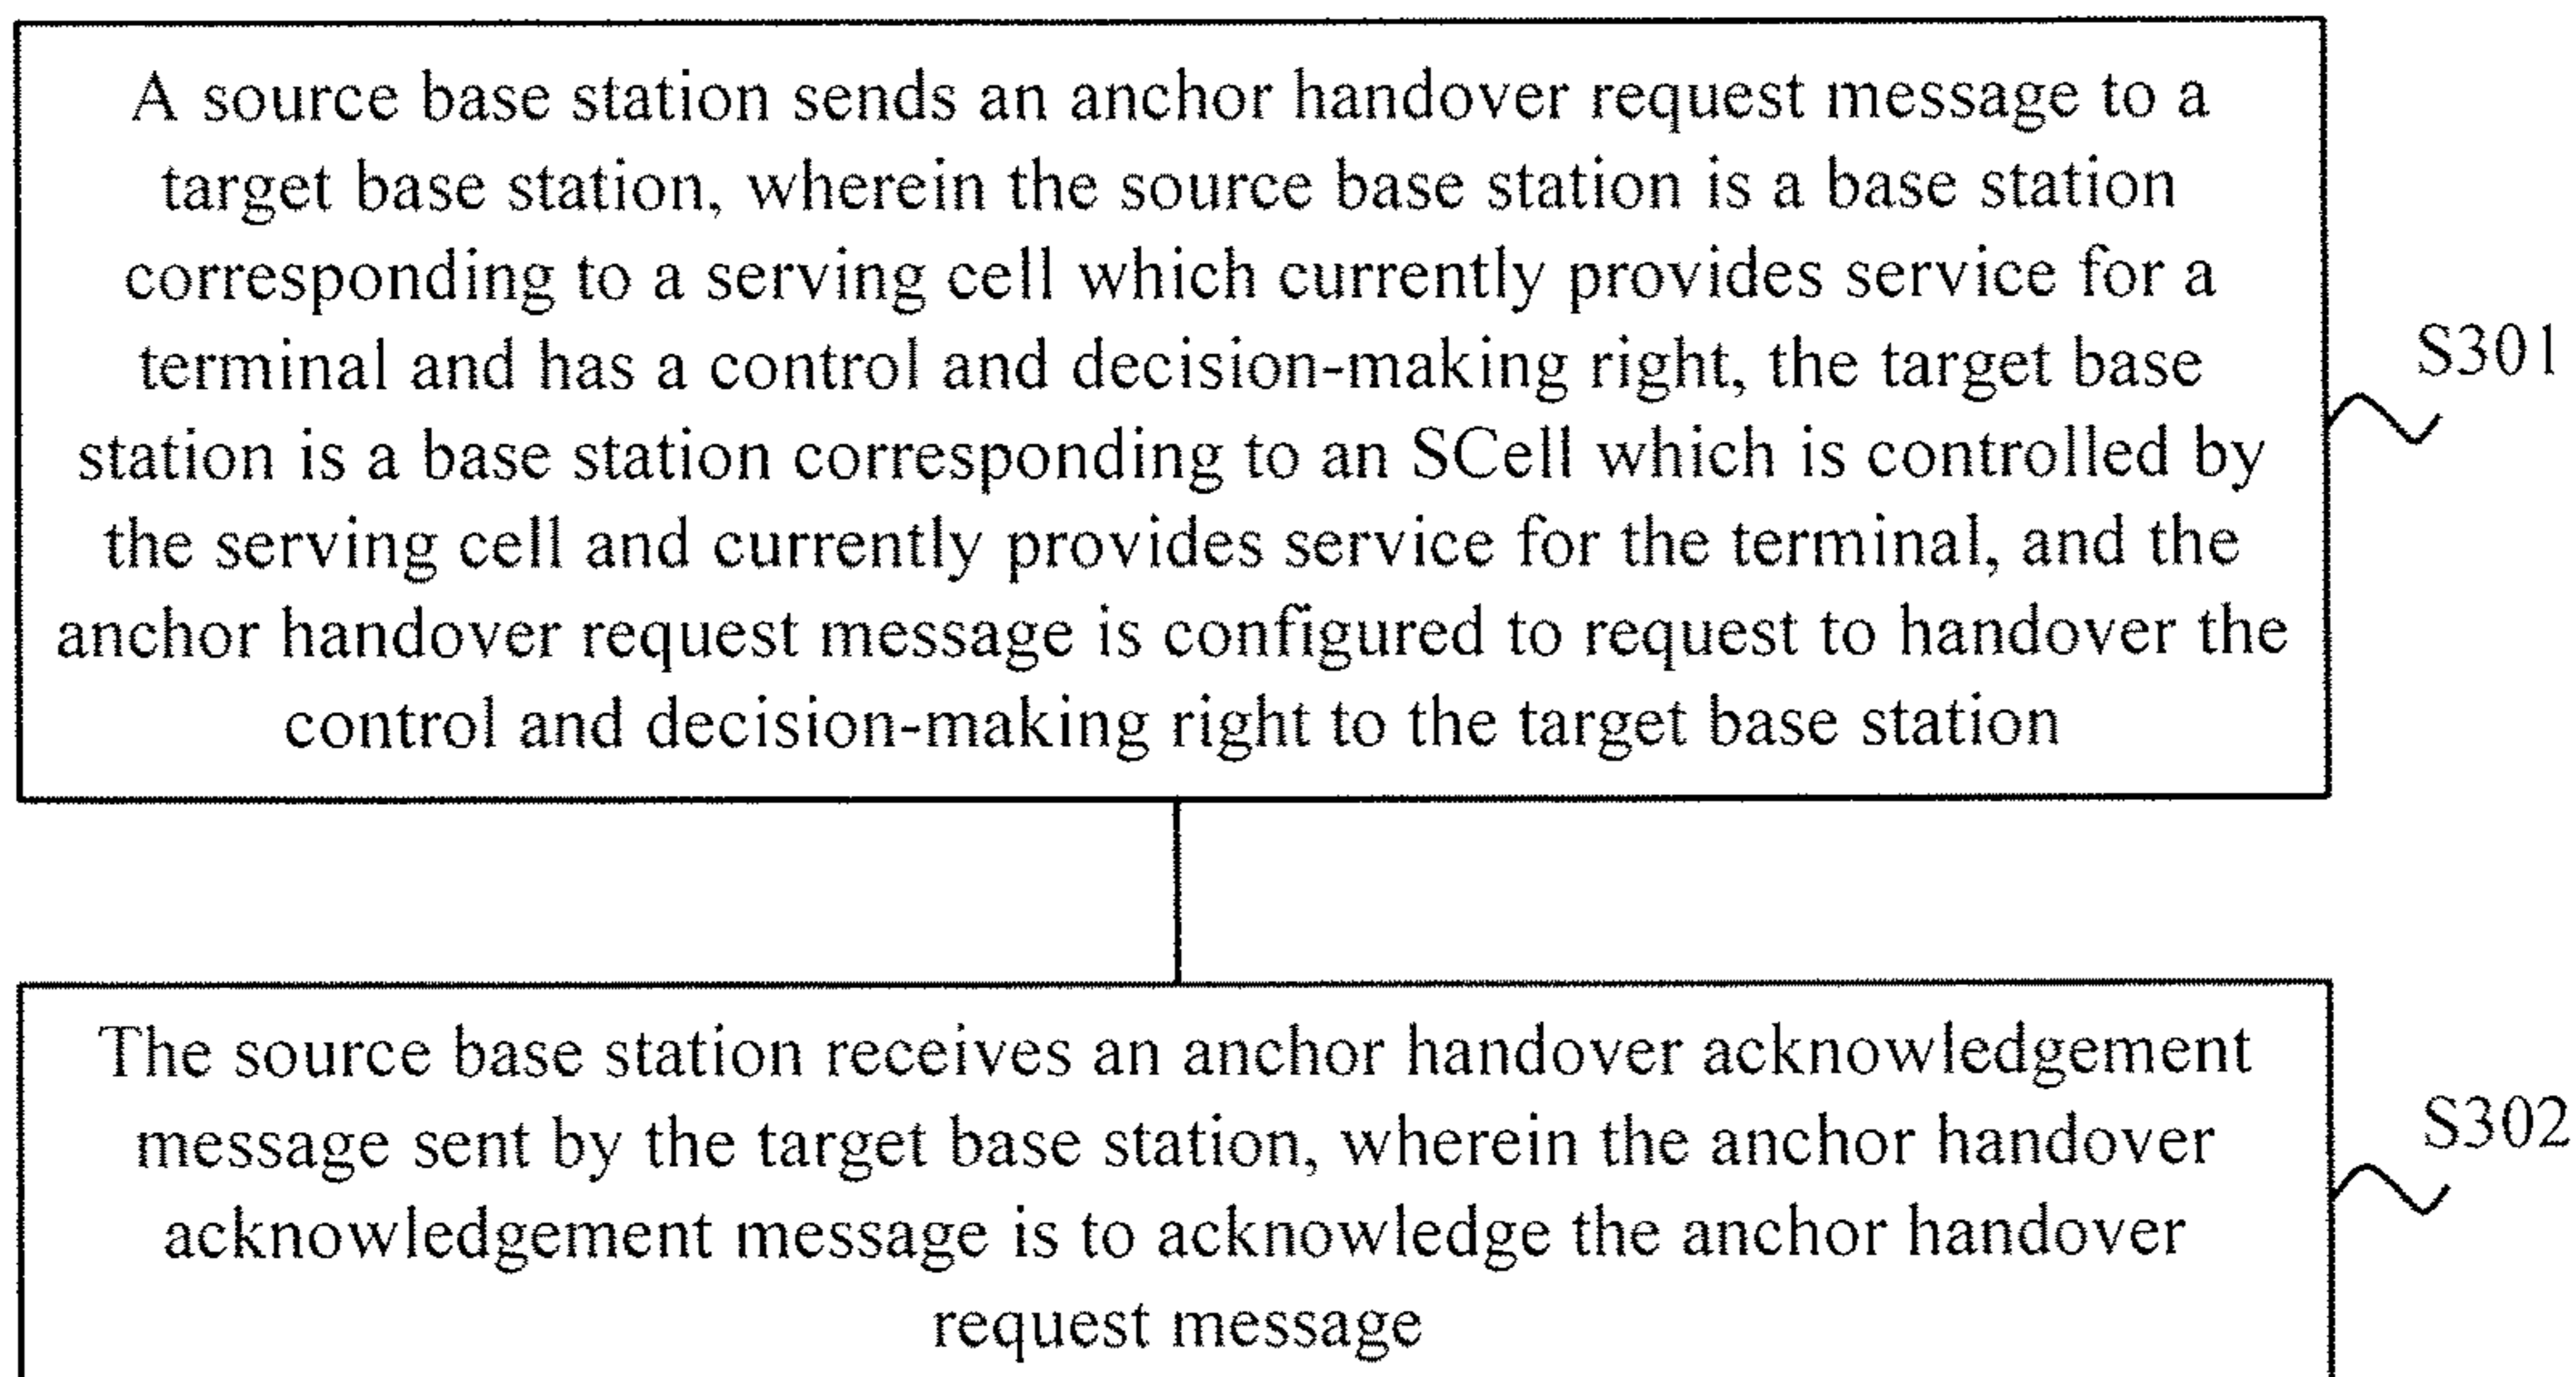 A source base station sends an anchor handover request message to a
target base station, wherein the source base station is a base station
corresponding to a serving cell which currently provides service for a
terminal and has a control and decision-making right, the target base
station is a base station corresponding to an SCell which is controlled by
the serving cell and currently provides service for the terminal, and the
anchor handover request message is configured to request to handover the
control and decision-making right to the target base station
S301
The source base station receives an anchor handover acknowledgement
message sent by the target base station, wherein the anchor handover
acknowledgement message is to acknowledge the anchor handover
request message
S302